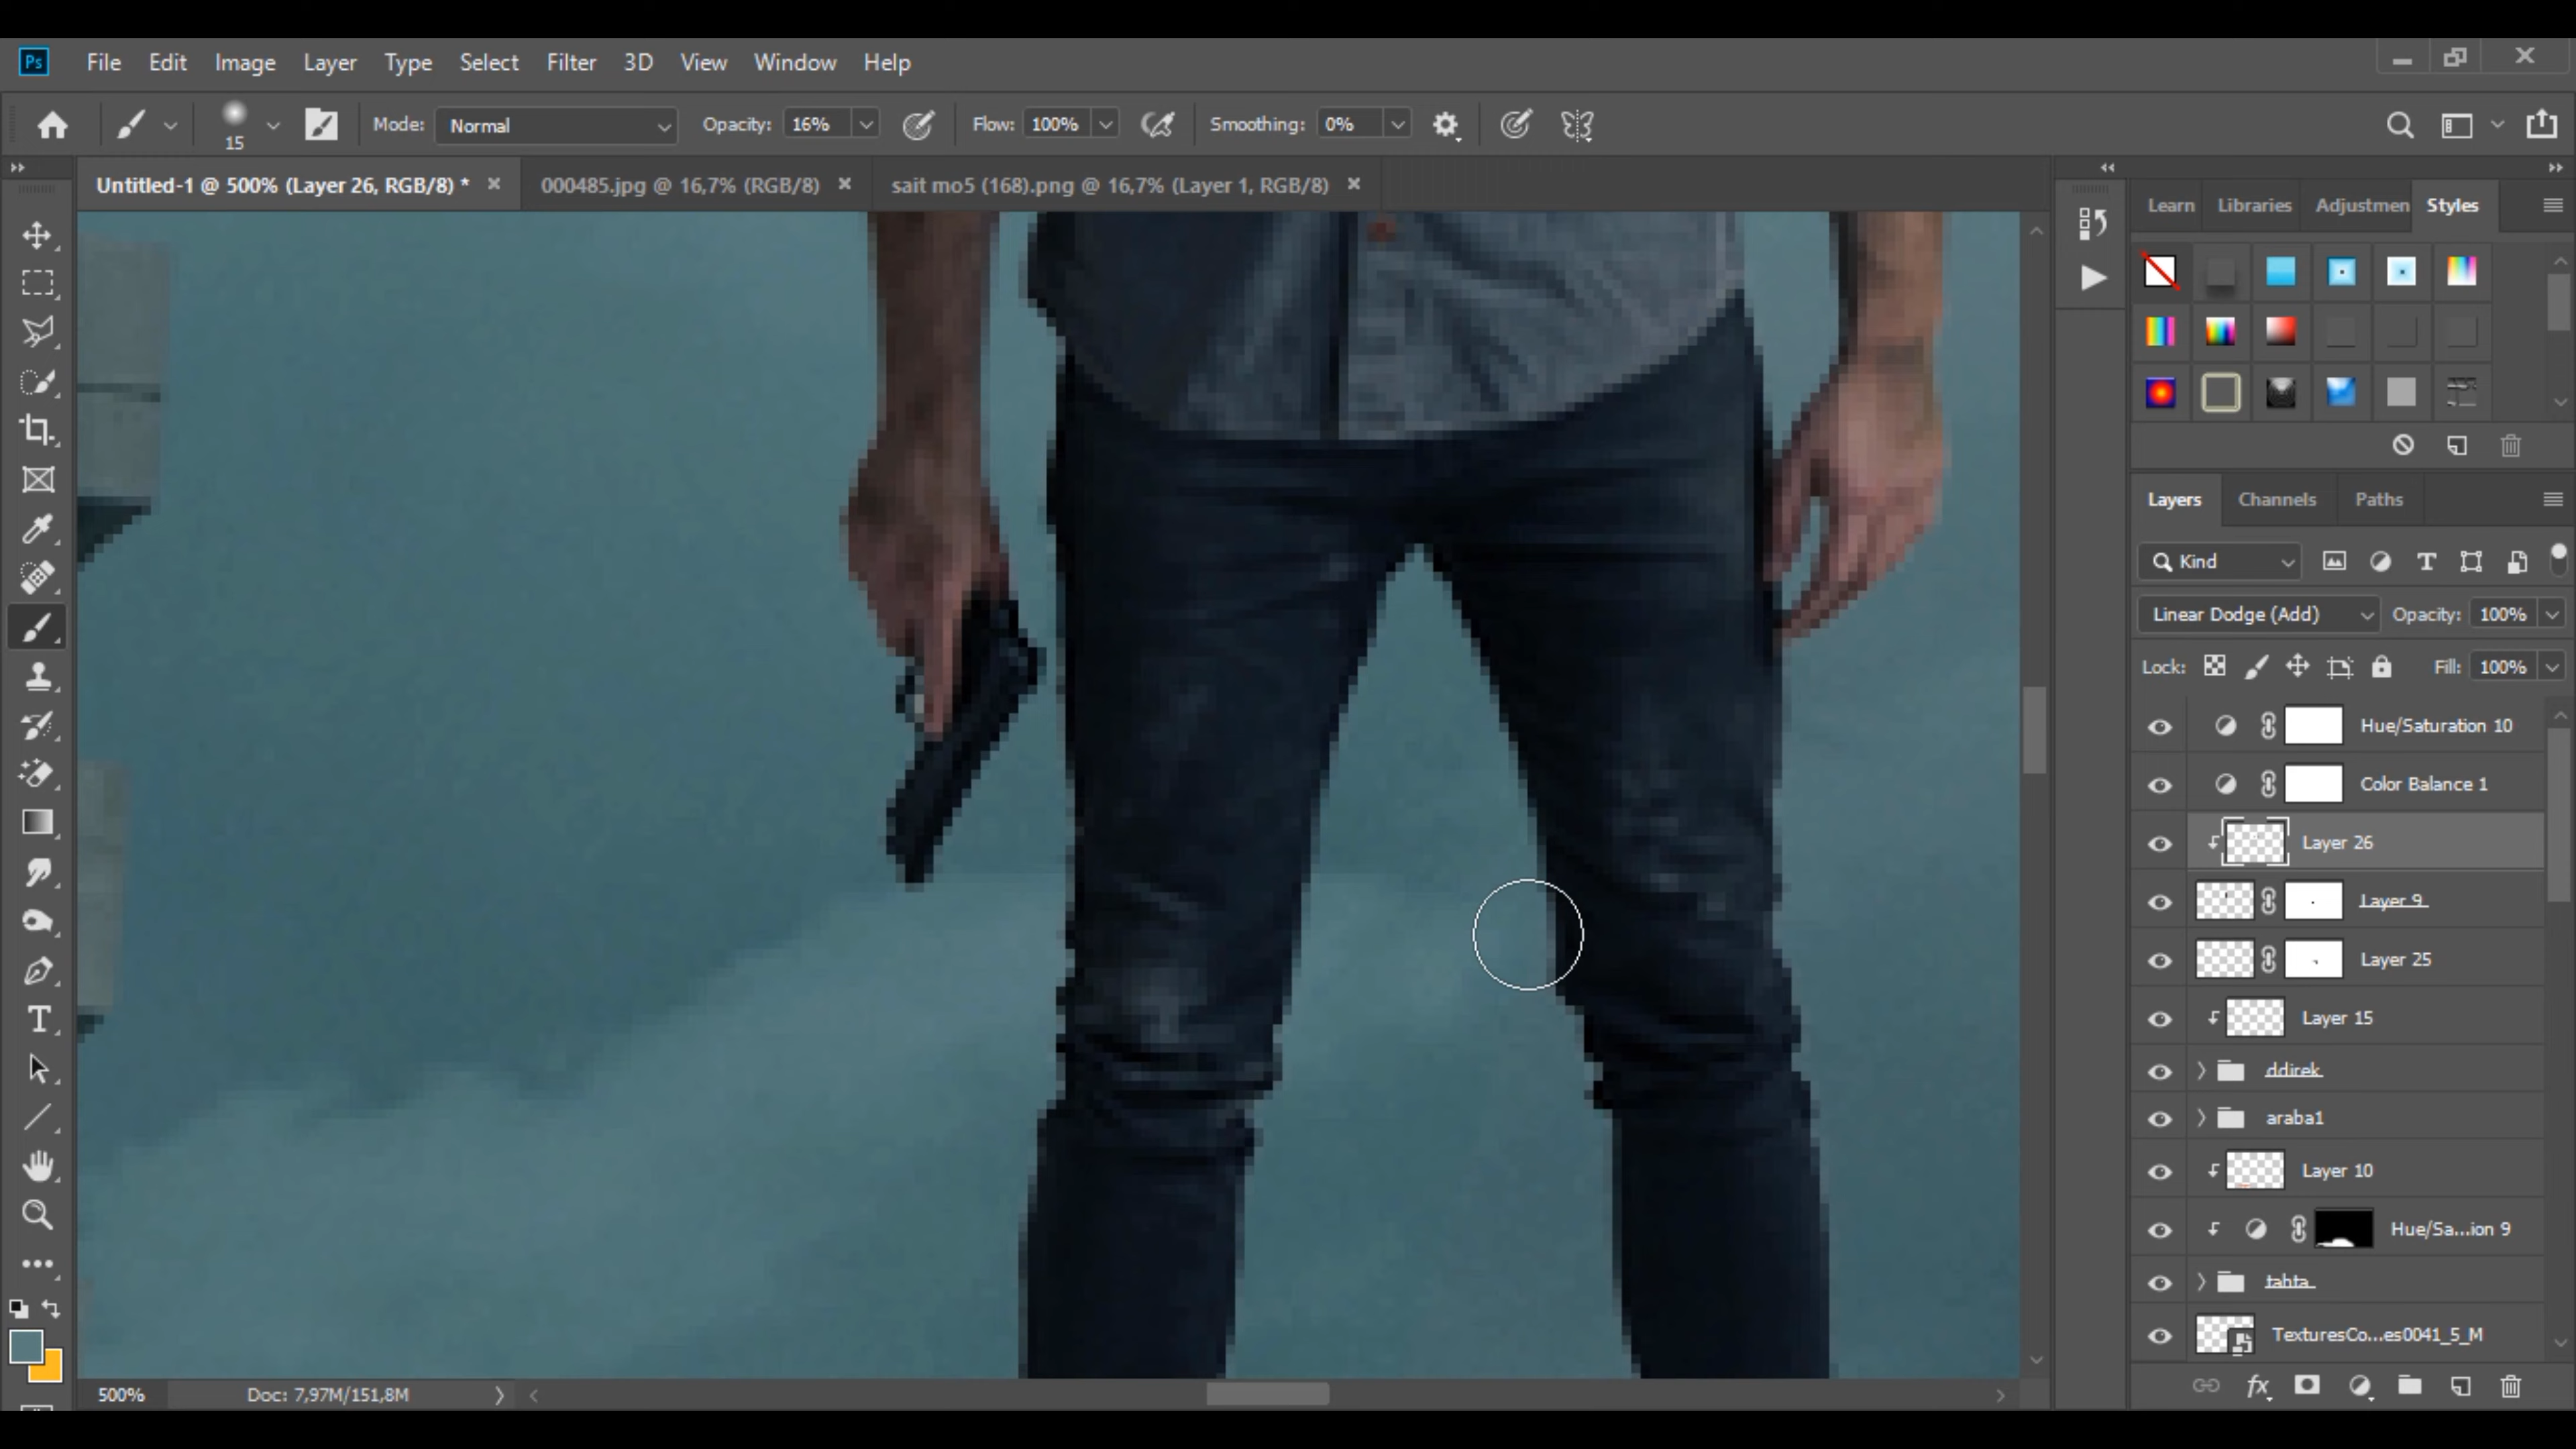 Ps File Edit Image Layer Type Select Filter 3D View Window Help
15 Mode: Normal Opacity: 16% Flow: 100% Smoothing: 0%
Untitled-1 @ 500% (Layer 26, RGB/8) * 000485.jpg @ 16,7% (RGB/8) sait mo5 (168).png @ 16,7% (Layer 1, RGB/8)
Learn Libraries Adjustmen Styles
Layers Channels Paths
Kind
Linear Dodge (Add) Opacity: 100%
Lock: Fill: 100%
Hue/Saturation 10
Color Balance 1
Layer 26
Layer 9
Layer 25
Layer 15
ddirek
araba1
Layer 10
Hue/Sa...ion 9
tahta
TexturesCo...es0041_5_M
500% Doc: 7,97M/151,8M
fx